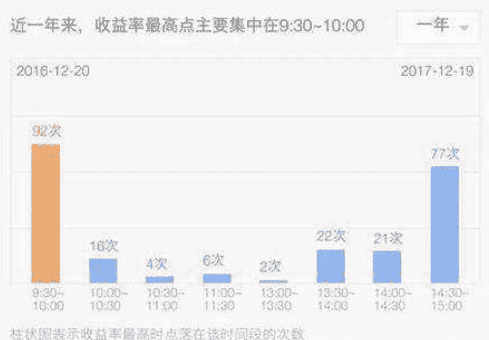 近一年来，收益率最高点主要集中在9:30~10:00
一年
2016-12-20 2017-12-19
92次
77次
16次
4次
6次
2次
22次
21次
9:30~ 10:00~ 10:30~ 11:00~ 13:00~ 13:30~ 14:00~ 14:30~
10:00 10:30 11:00 11:30 13:30 14:00 14:30 15:00
柱状图表示收益率最高时点落在该时间段的次数